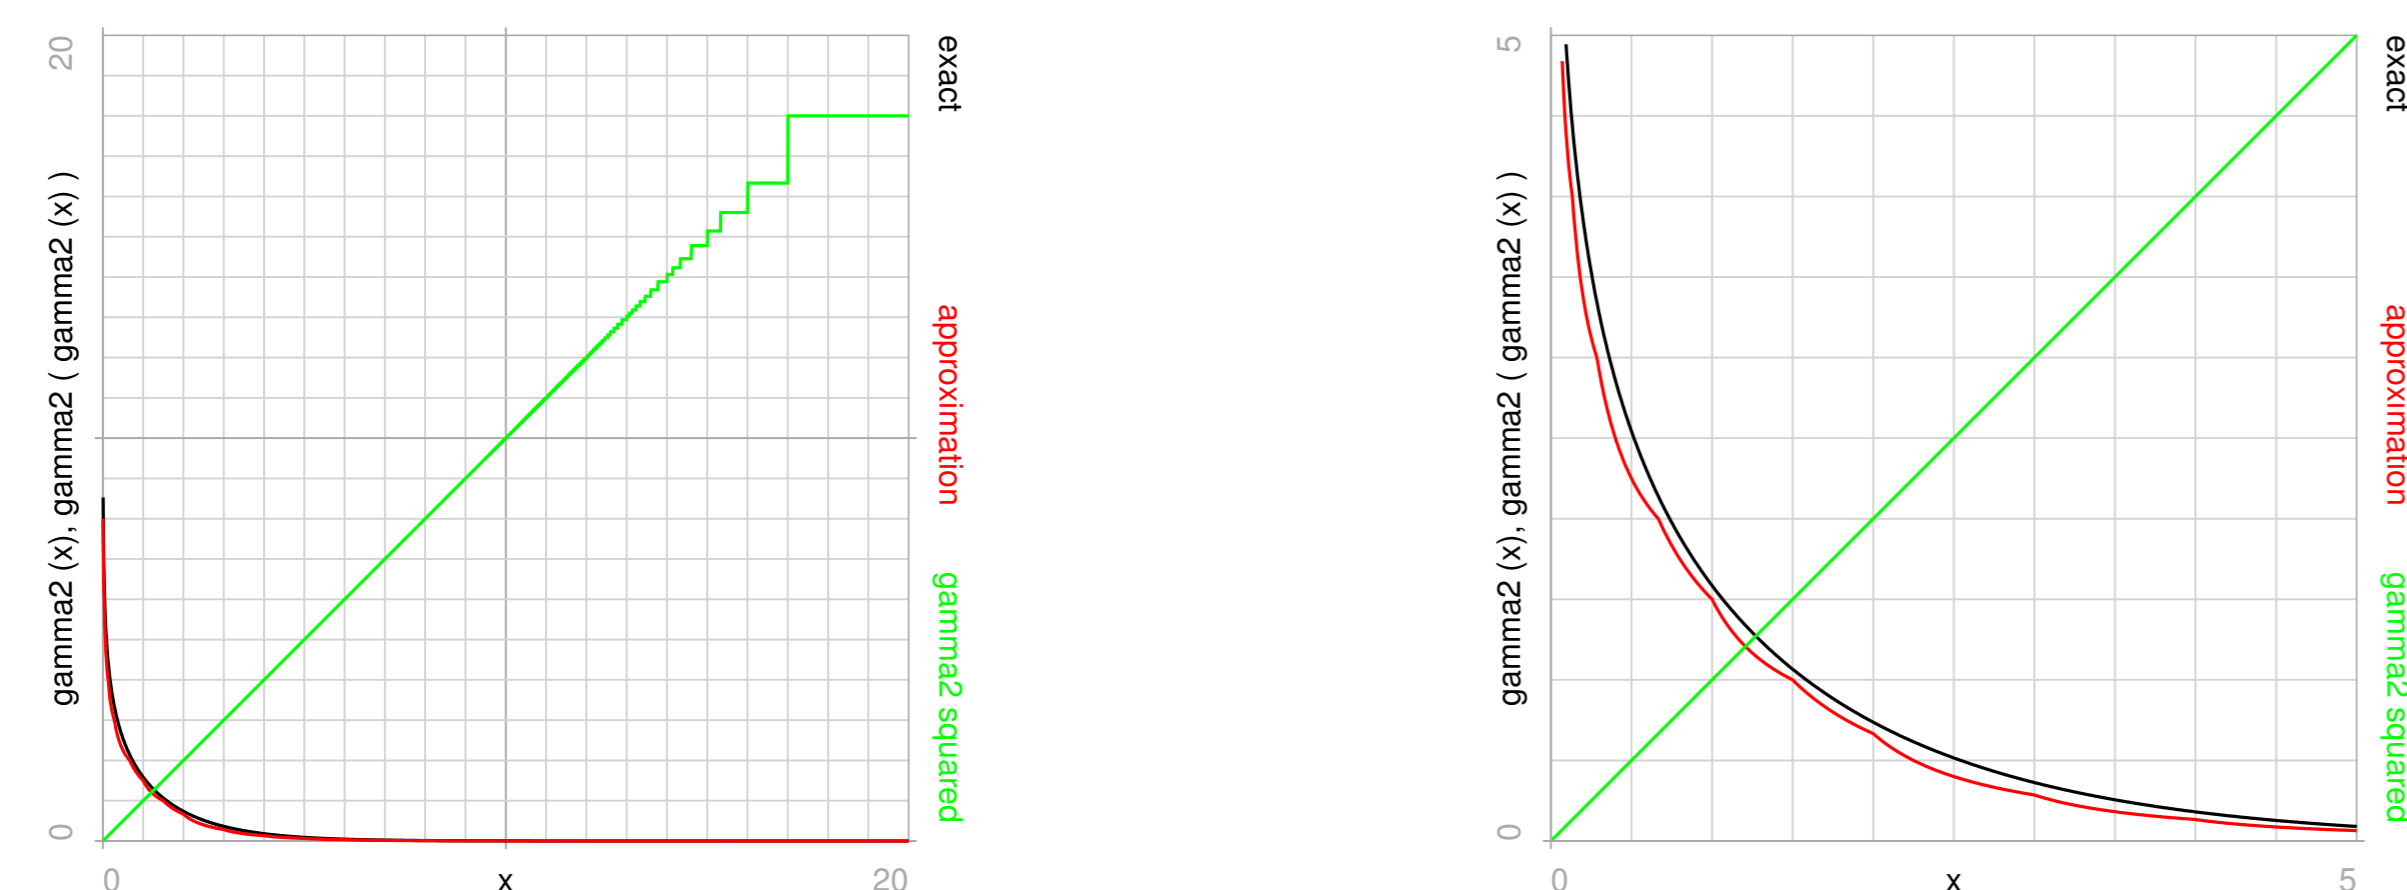 20
gamma2 (x), gamma2 ( gamma2 (x) )
0
0
x
20
exact
approximation
gamma2 squared
5
gamma2 (x), gamma2 ( gamma2 (x) )
0
0
x
5
exact
approximation
gamma2 squared